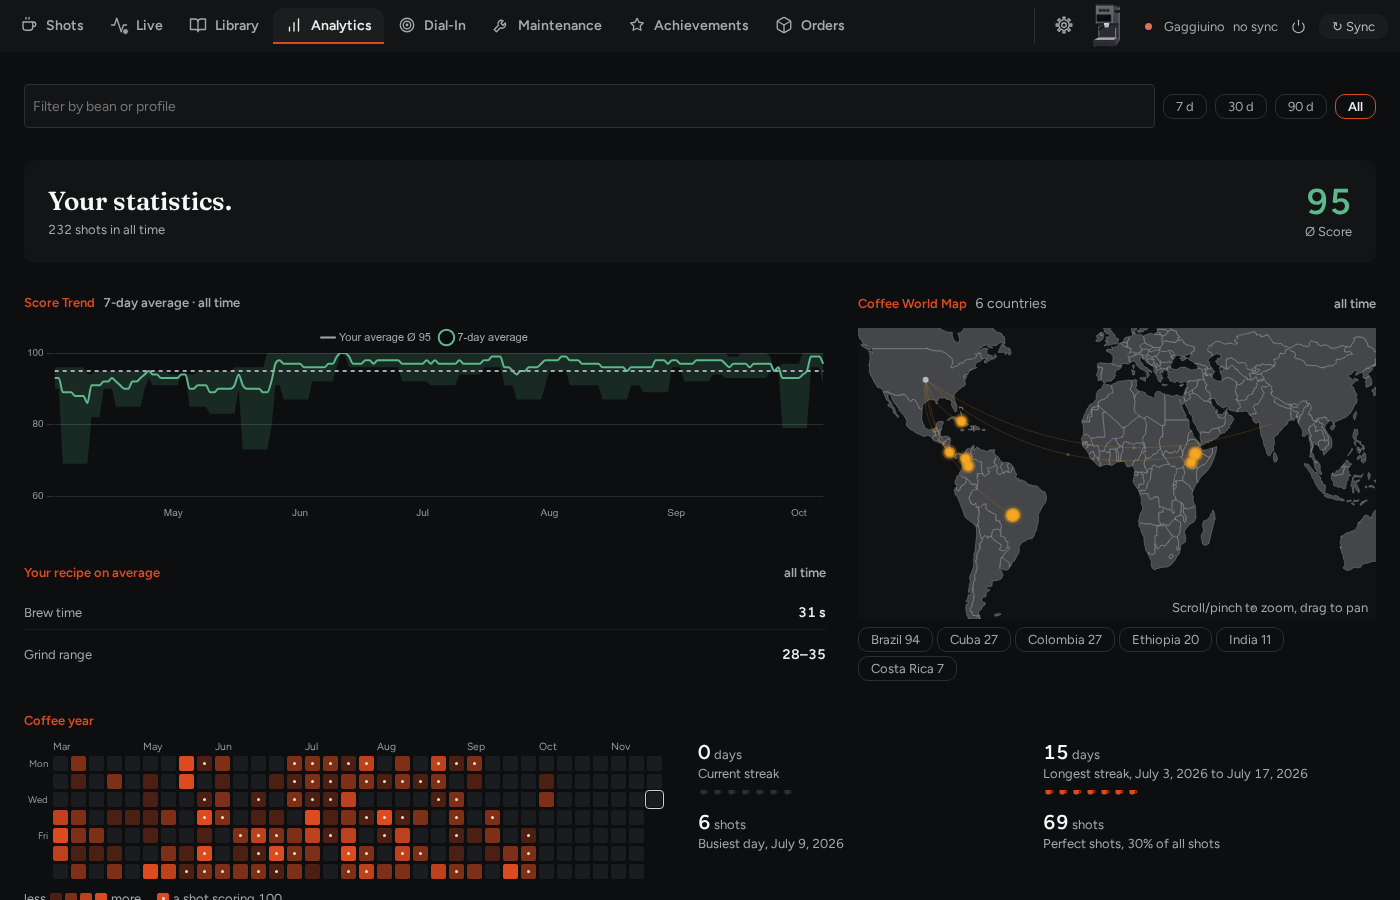 Shots Live Library Analytics Dial-In Maintenance Achievements Orders Gaggiuino no sync ↻ Sync
Filter by bean or profile
7 d 30 d 90 d All
Your statistics.
232 shots in all time
95
Ø Score
Score Trend 7-day average · all time
Your average Ø 95 7-day average
100
80
60
May Jun Jul Aug Sep Oct
Coffee World Map 6 countries all time
Scroll/pinch to zoom, drag to pan
Brazil 94 Cuba 27 Colombia 27 Ethiopia 20 India 11
Costa Rica 7
Your recipe on average all time
Brew time 31 s
Grind range 28–35
Coffee year
Mar May Jun Jul Aug Sep Oct Nov
Mon
Wed
Fri
less more a shot scoring 100
0 days
Current streak
15 days
Longest streak, July 3, 2026 to July 17, 2026
6 shots
Busiest day, July 9, 2026
69 shots
Perfect shots, 30% of all shots